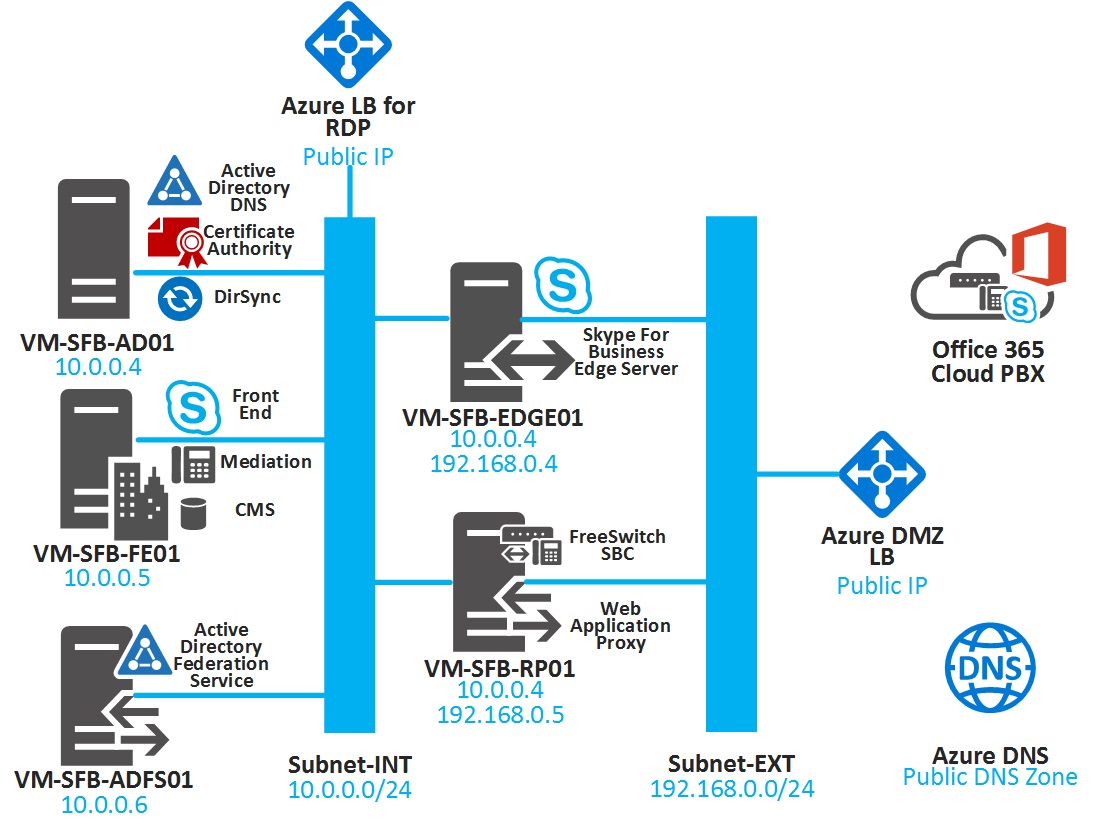 Azure LB for
RDP
Public IP
Active
Directory
DNS
Certificate
Authority
DirSync
VM-SFB-AD01
10.0.0.4
Front
End
Mediation
CMS
VM-SFB-FE01
10.0.0.5
Active
Directory
Federation
Service
VM-SFB-ADFS01
10.0.0.6
Subnet-INT
10.0.0.0/24
S
S
Skype For
Business
Edge Server
VM-SFB-EDGE01
10.0.0.4
192.168.0.4
FreeSwitch
SBC
Web
Application
Proxy
VM-SFB-RP01
10.0.0.4
192.168.0.5
Subnet-EXT
192.168.0.0/24
S
Office 365
Cloud PBX
Azure DMZ
LB
Public IP
DNS
Azure DNS
Public DNS Zone